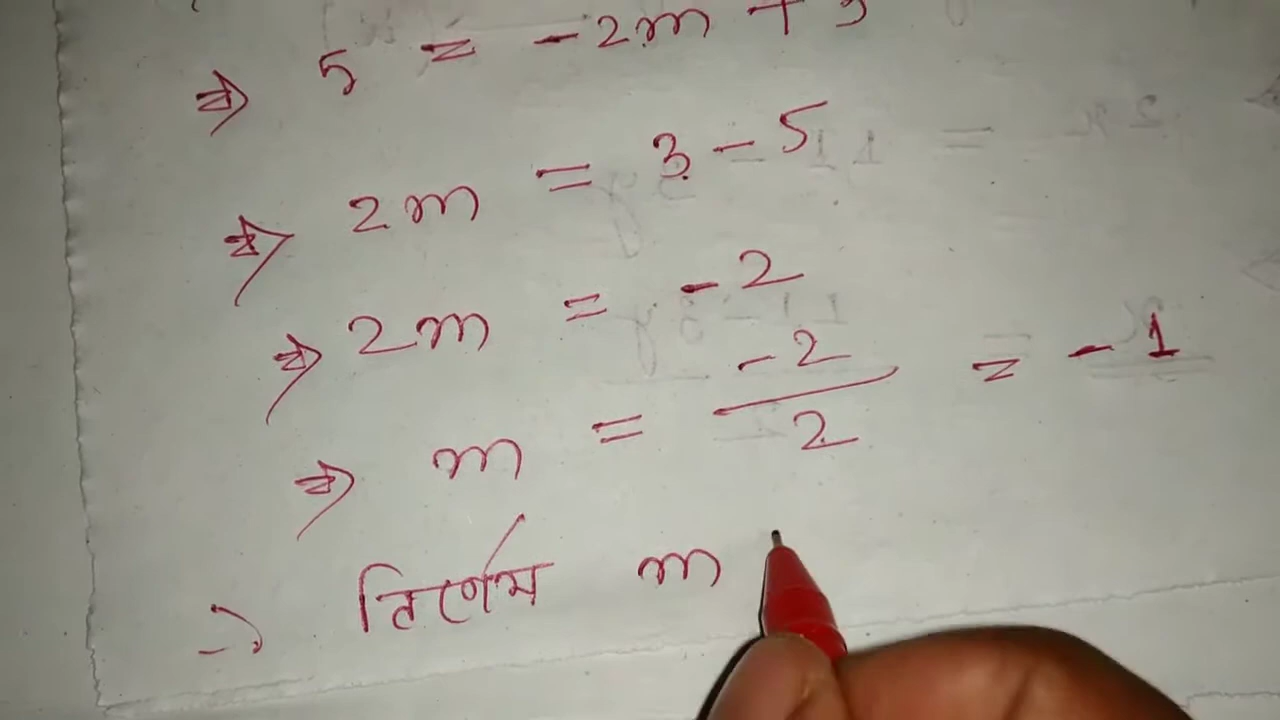 ⇒ 5 = -2m + 3
⇒ 2m = 3 - 5
⇒ 2m = -2
⇒ m = -2/2 = -1
∴ নির্ণেয় m